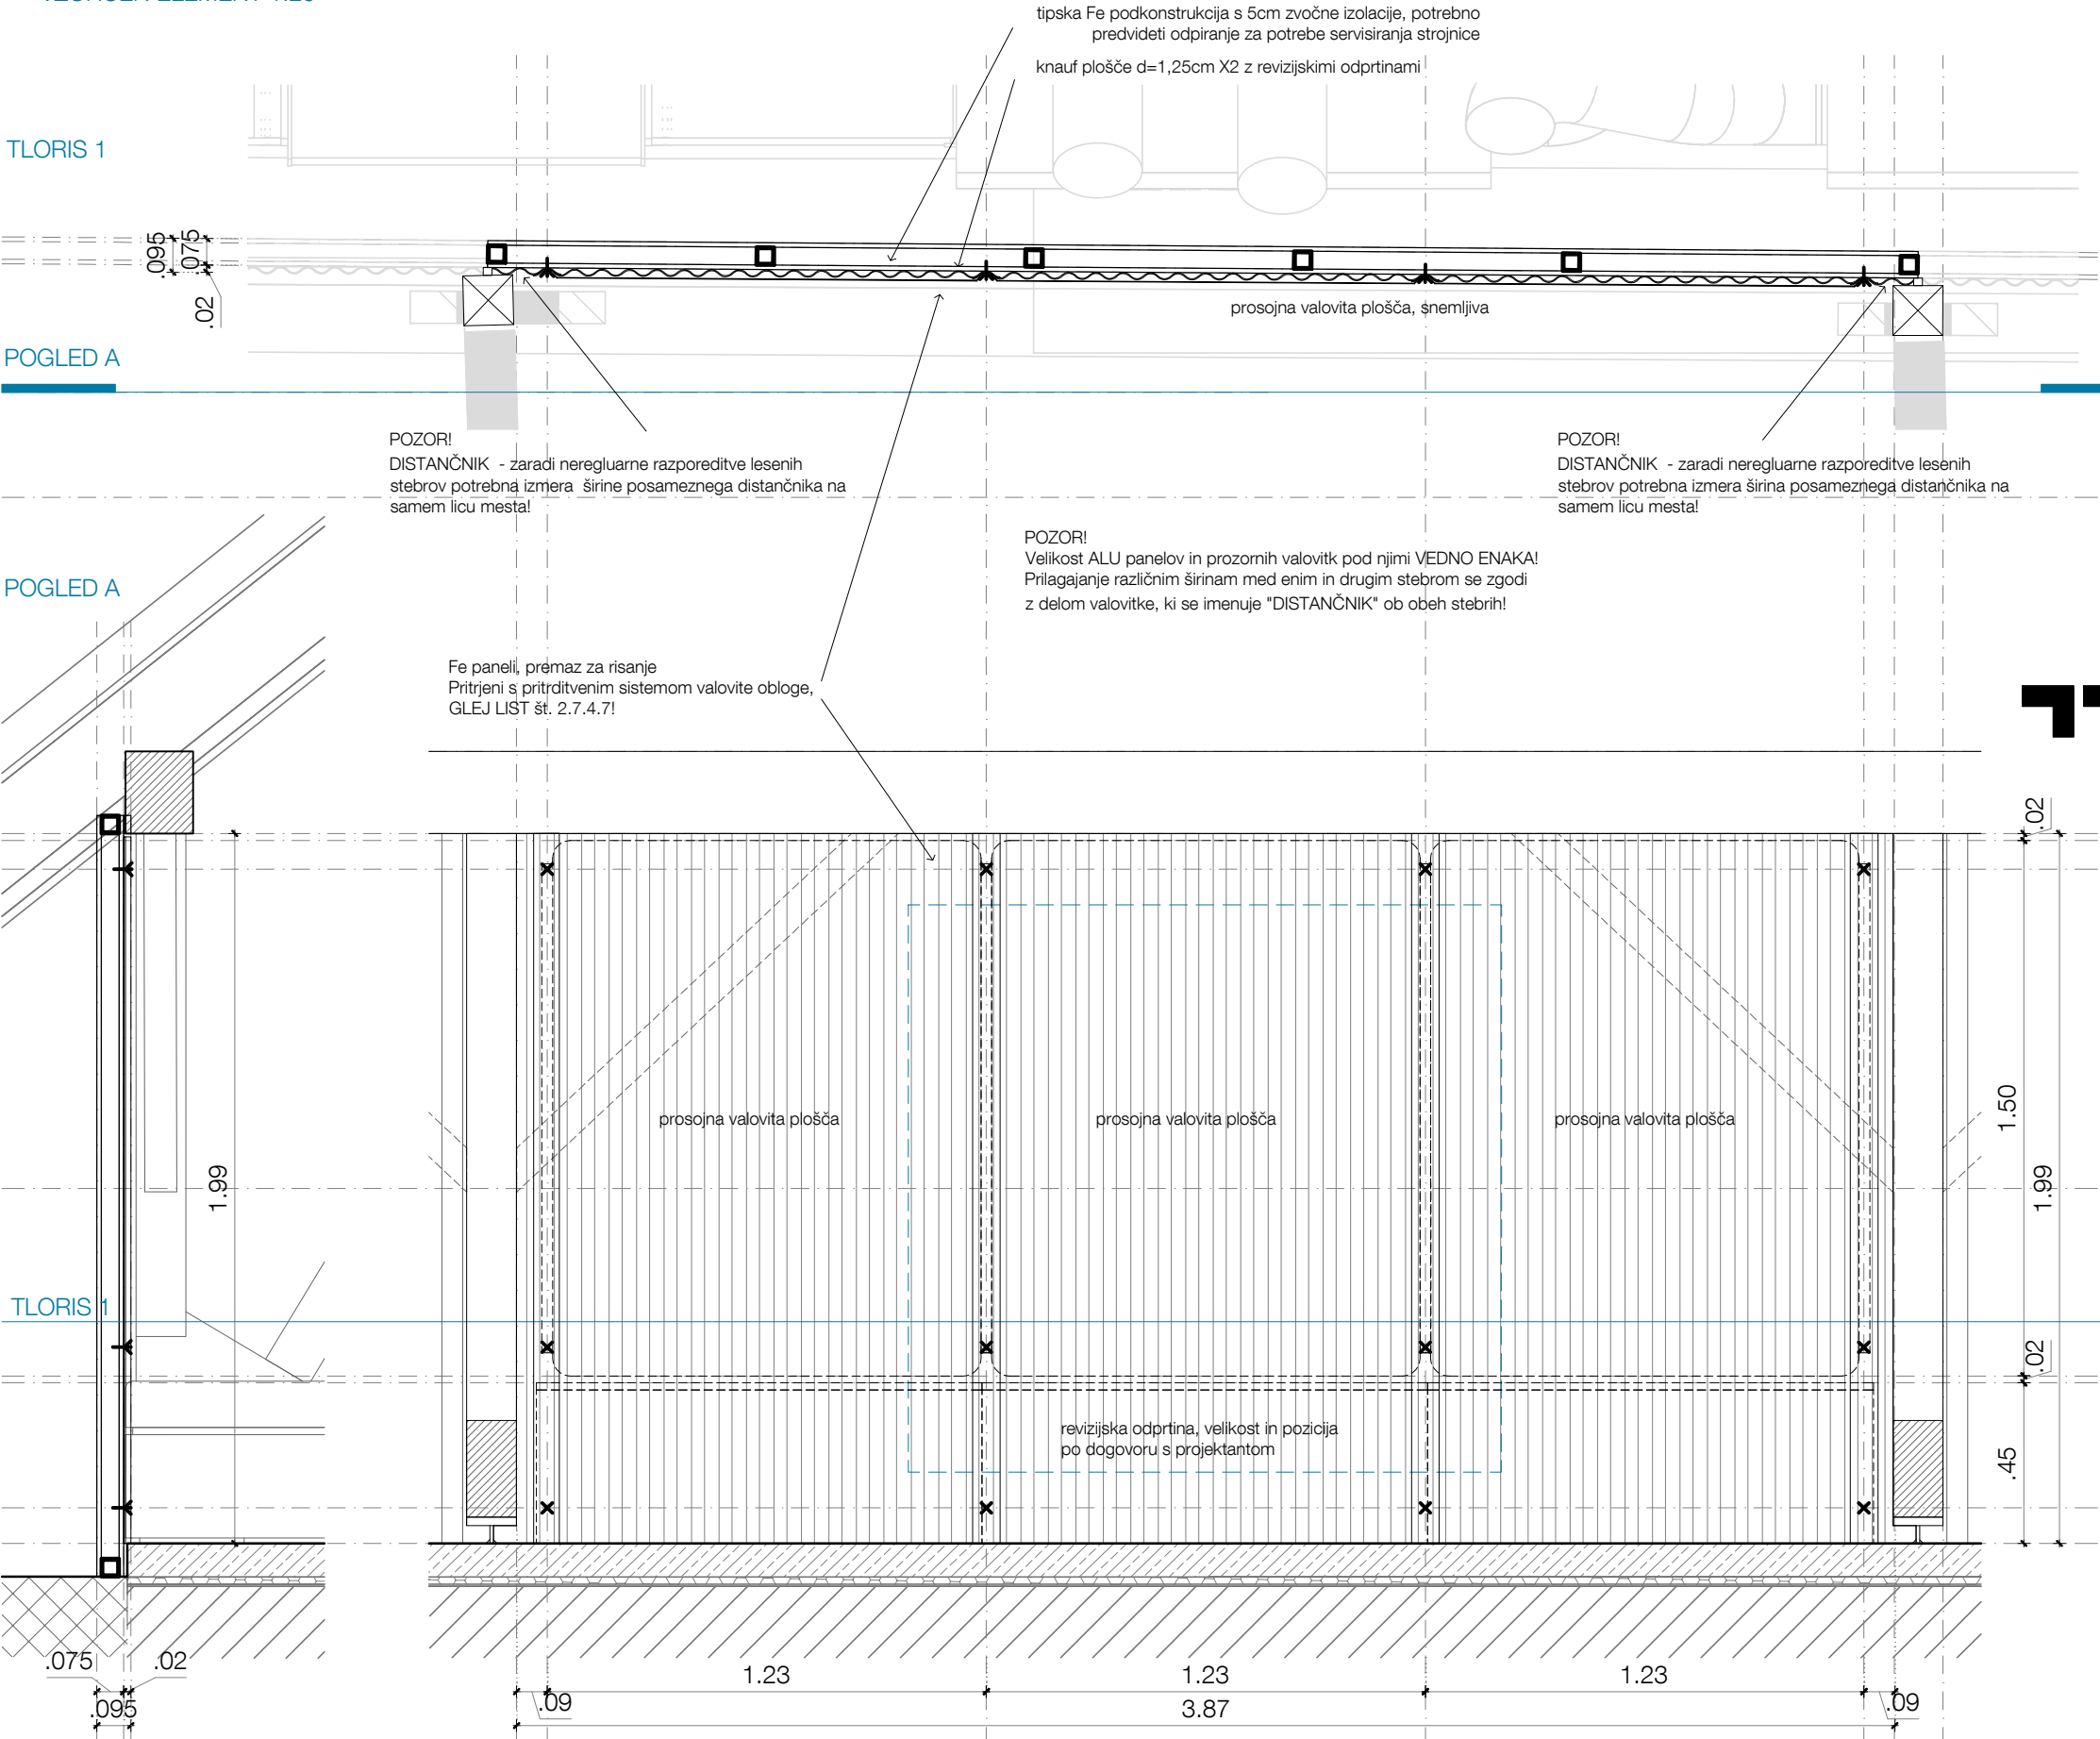 tipska Fe podkonstrukcija s 5cm zvočne izolacije, potrebno
predvideti odpiranje za potrebe servisiranja strojnice
knauf plošče d=1,25cm X2 z revizijskimi odprtinami
TLORIS 1
.095
.075
.02
prosojna valovita plošča, snemljiva
POGLED A
POZOR!
DISTANČNIK - zaradi neregluarne razporeditve lesenih
stebrov potrebna izmera širine posameznega distančnika na
samem licu mesta!
POZOR!
DISTANČNIK - zaradi neregluarne razporeditve lesenih
stebrov potrebna izmera širina posameznega distančnika na
samem licu mesta!
POZOR!
Velikost ALU panelov in prozornih valovitk pod njimi VEDNO ENAKA!
Prilagajanje različnim širinam med enim in drugim stebrom se zgodi
z delom valovitke, ki se imenuje "DISTANČNIK" ob obeh stebrih!
POGLED A
Fe paneli, premaz za risanje
Pritrjeni s pritrditvenim sistemom valovite obloge,
GLEJ LIST št. 2.7.4.7!
.02
prosojna valovita plošča
prosojna valovita plošča
prosojna valovita plošča
1.50
1.99
1.99
TLORIS 1
.02
revizijska odprtina, velikost in pozicija
po dogovoru s projektantom
.45
.075
.02
.095
1.23
1.23
1.23
.09
.09
3.87